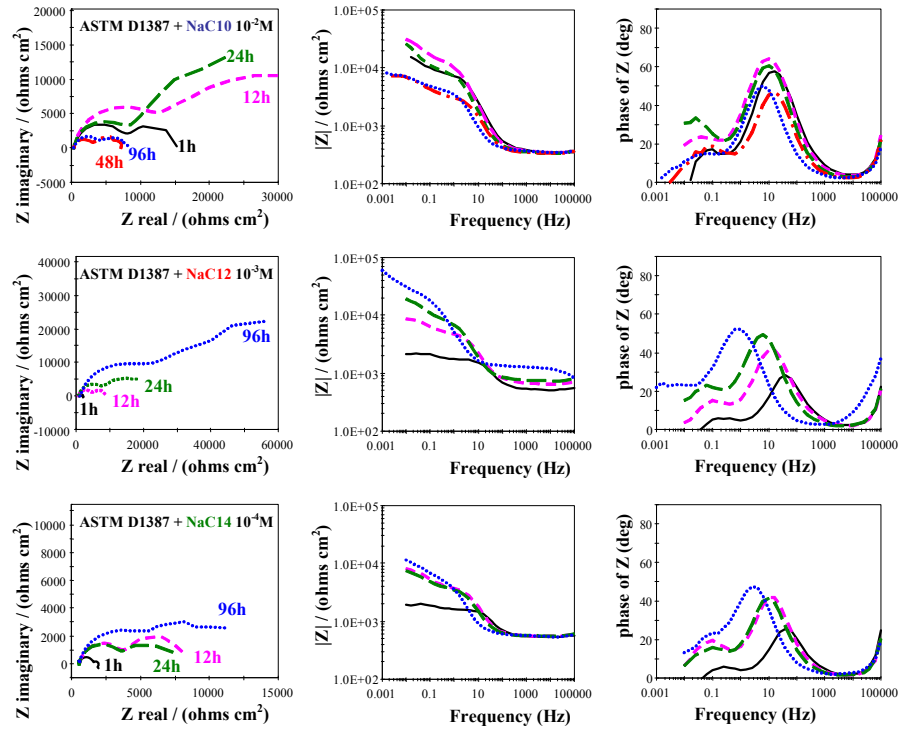 Z imaginary / (ohms cm²)
20000
15000
10000
5000
0
-5000
ASTM D1387 + NaC10 10⁻²M
24h
12h
1h
48h
96h
0
10000
20000
30000
Z real / (ohms cm²)
|Z| / (ohms cm²)
1.0E+05
1.0E+04
1.0E+03
1.0E+02
0.001
0.1
10
1000
100000
Frequency (Hz)
phase of Z (deg)
80
60
40
20
0
0.001
0.1
10
1000
100000
Frequency (Hz)
Z imaginary / (ohms cm²)
40000
30000
20000
10000
0
-10000
ASTM D1387 + NaC12 10⁻³M
96h
24h
12h
1h
0
20000
40000
60000
Z real / (ohms cm²)
|Z| / (ohms cm²)
1.0E+05
1.0E+04
1.0E+03
1.0E+02
0.001
0.1
10
1000
100000
Frequency (Hz)
phase of Z (deg)
80
60
40
20
0
0.001
0.1
10
1000
100000
Frequency (Hz)
Z imaginary / (ohms cm²)
10000
8000
6000
4000
2000
0
-2000
ASTM D1387 + NaC14 10⁻⁴M
96h
12h
24h
1h
0
5000
10000
15000
Z real / (ohms cm²)
|Z| / (ohms cm²)
1.0E+05
1.0E+04
1.0E+03
1.0E+02
0.001
0.1
10
1000
100000
Frequency (Hz)
phase of Z (deg)
80
60
40
20
0
0.001
0.1
10
1000
100000
Frequency (Hz)